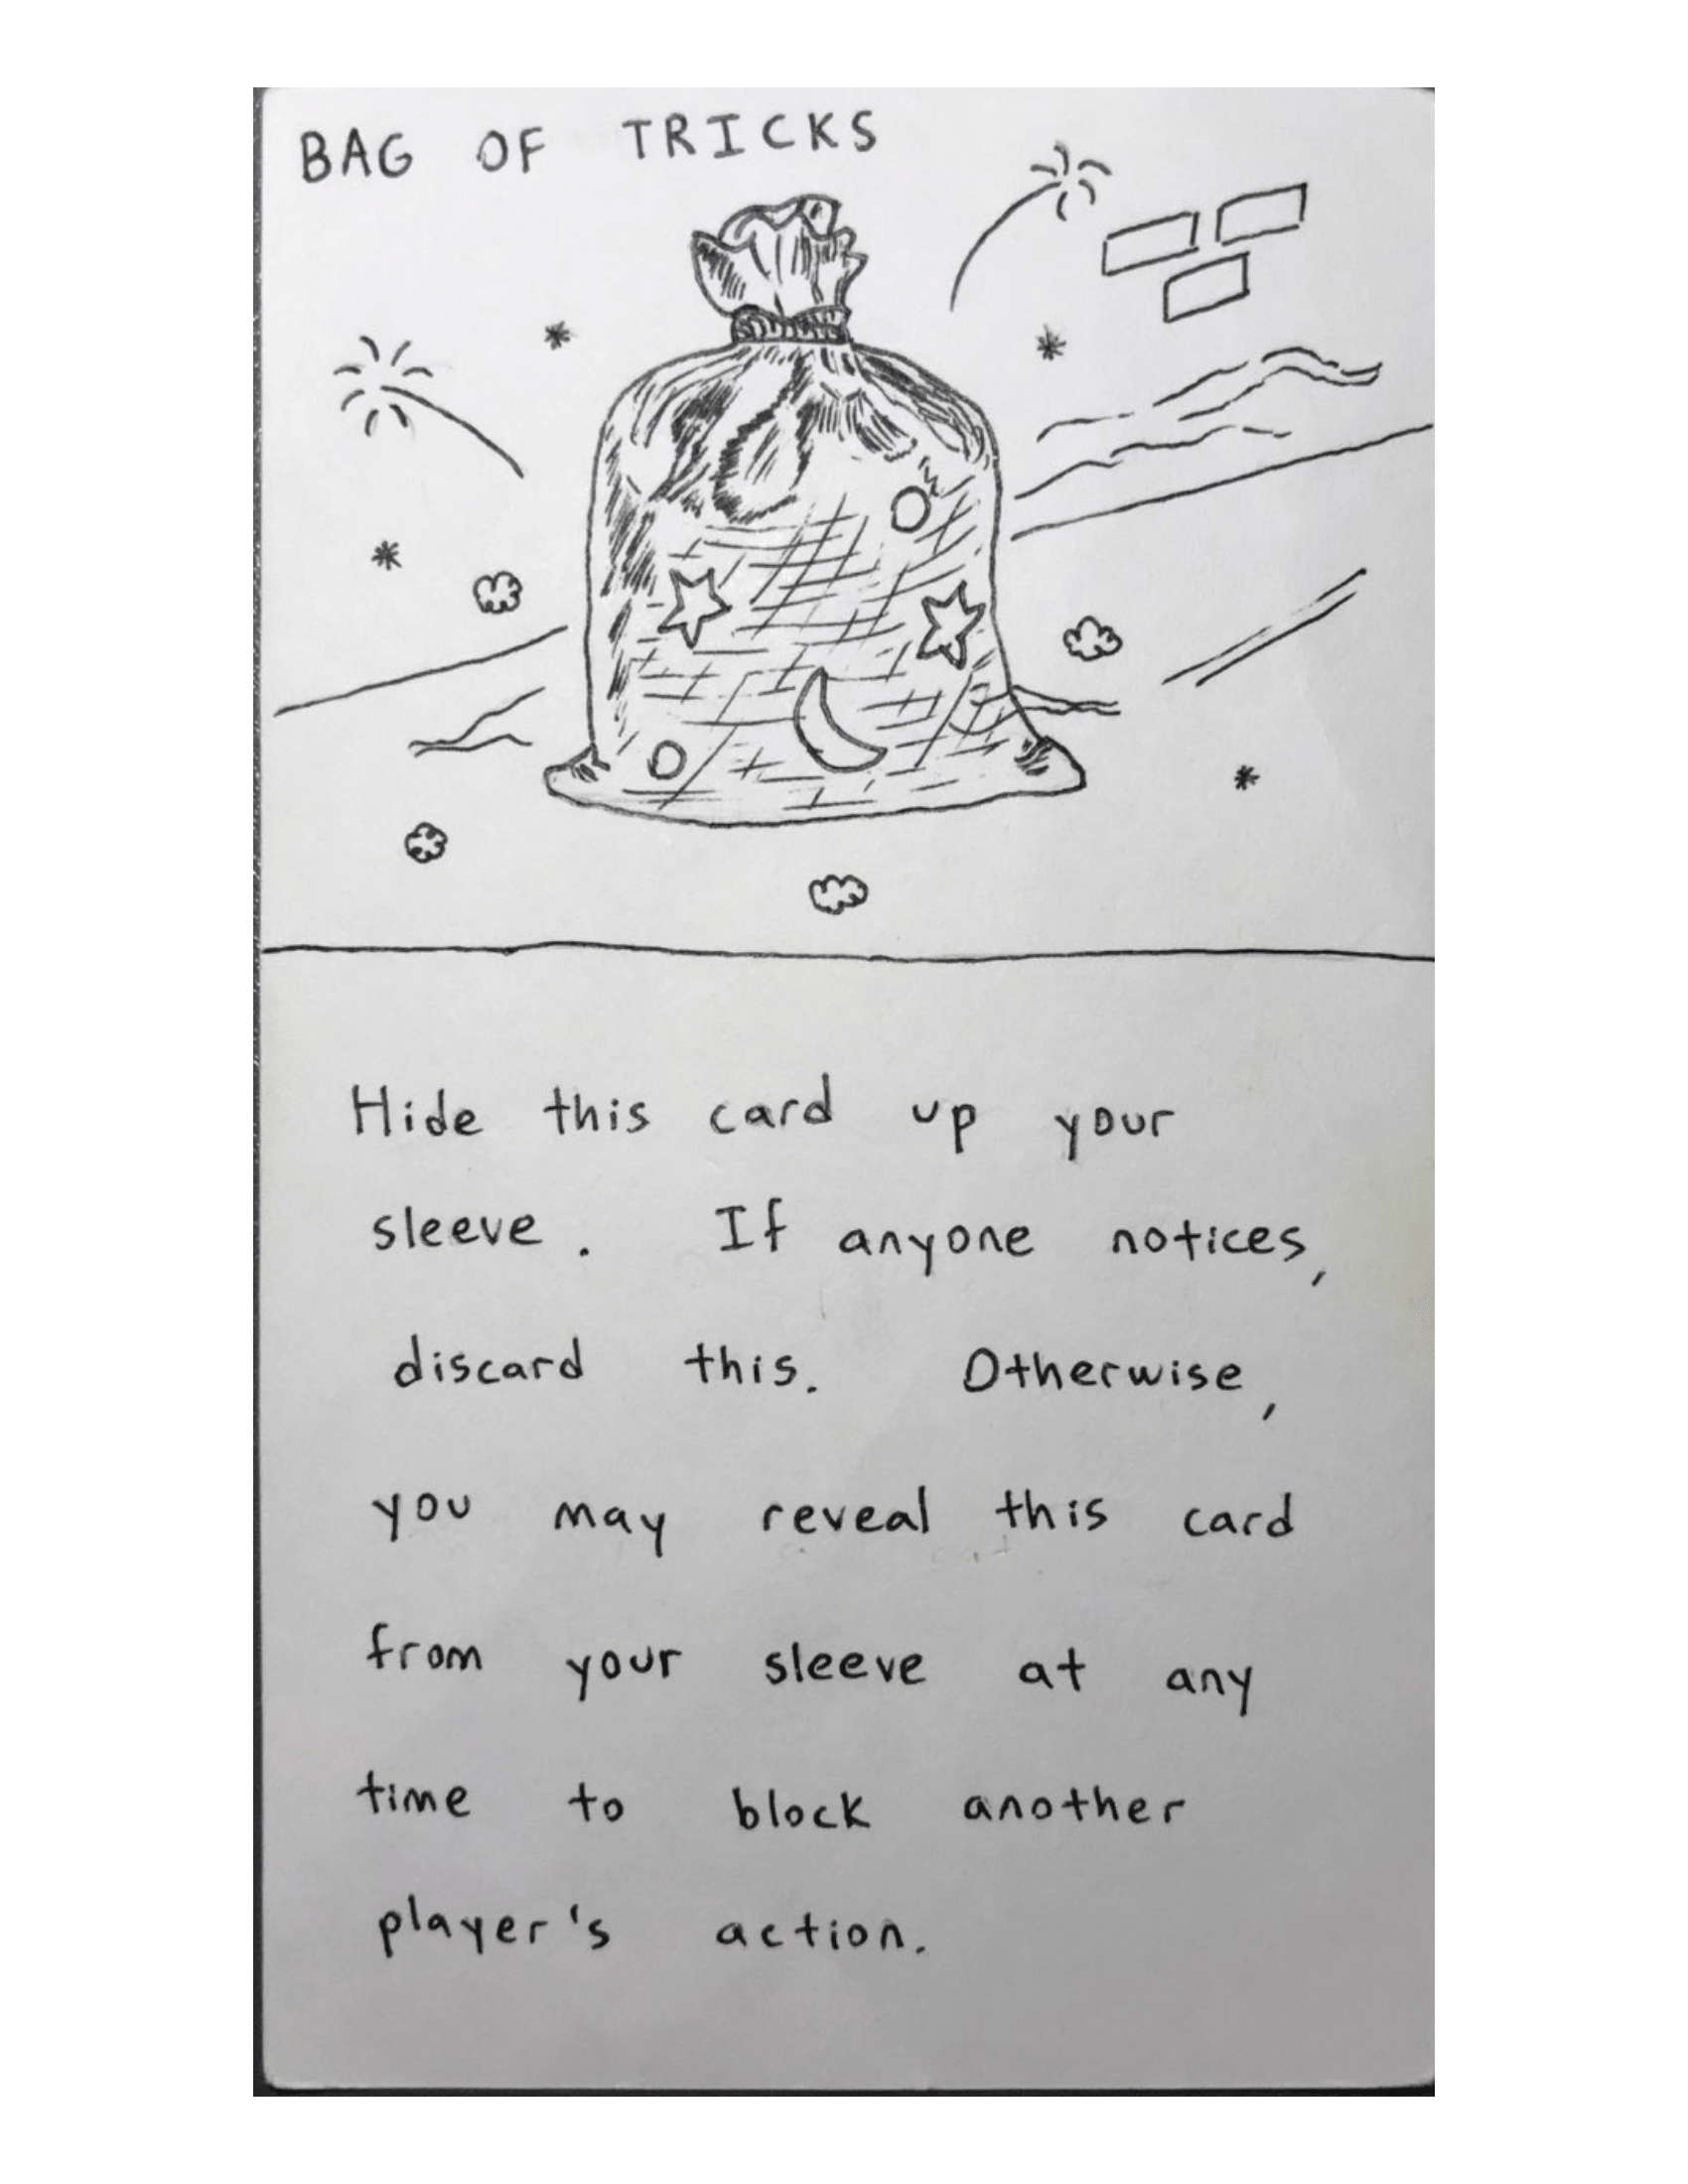 BAG OF TRICKS
Hide this card up your
sleeve. If anyone notices,
discard this. Otherwise,
you may reveal this card
from your sleeve at any
time to block another
player's action.